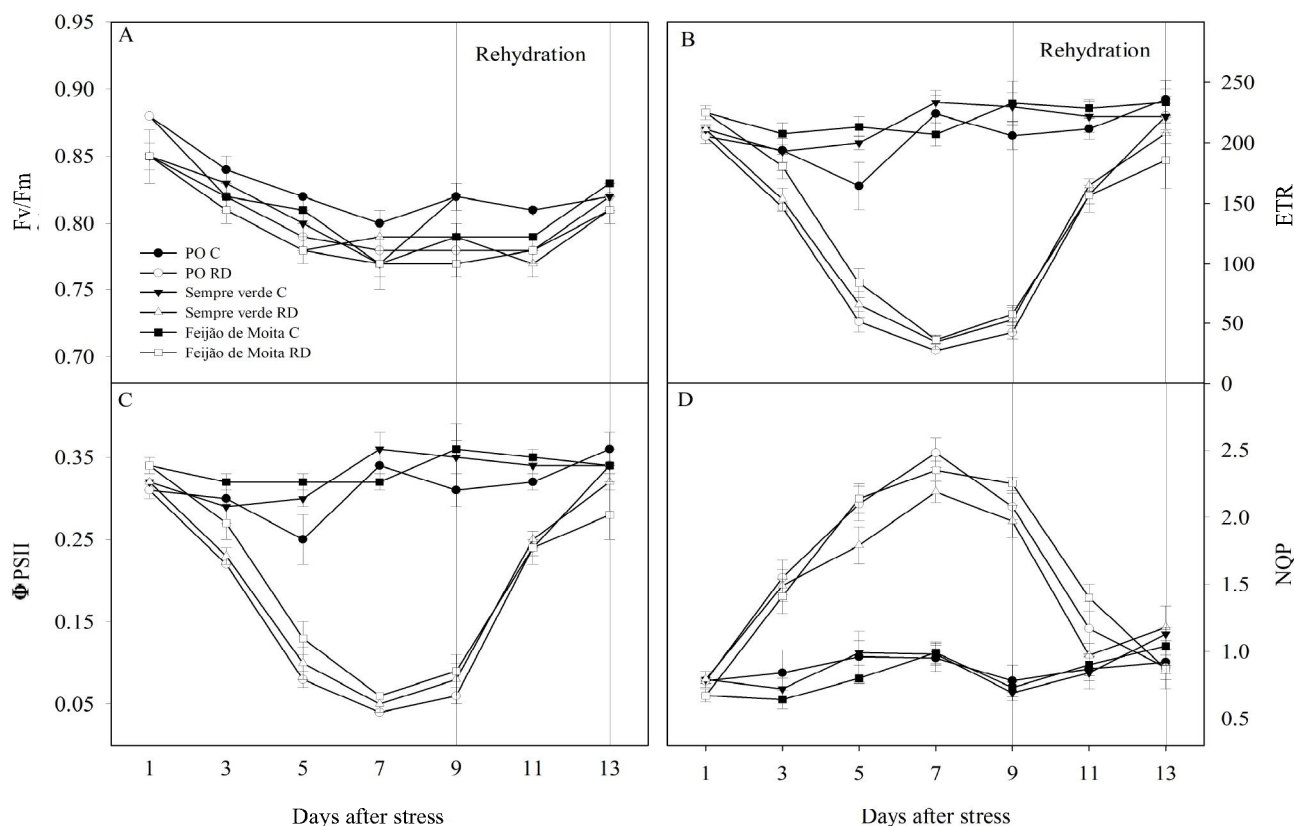 A
Rehydration
0.95
0.90
0.85
0.80
0.75
0.70
Fv/Fm
PO C
PO RD
Sempre verde C
Sempre verde RD
Feijão de Moita C
Feijão de Moita RD
B
Rehydration
250
200
150
100
50
0
ETR
C
0.35
0.25
0.15
0.05
ΦPSII
1 3 5 7 9 11 13
Days after stress
D
2.5
2.0
1.5
1.0
0.5
NQP
1 3 5 7 9 11 13
Days after stress